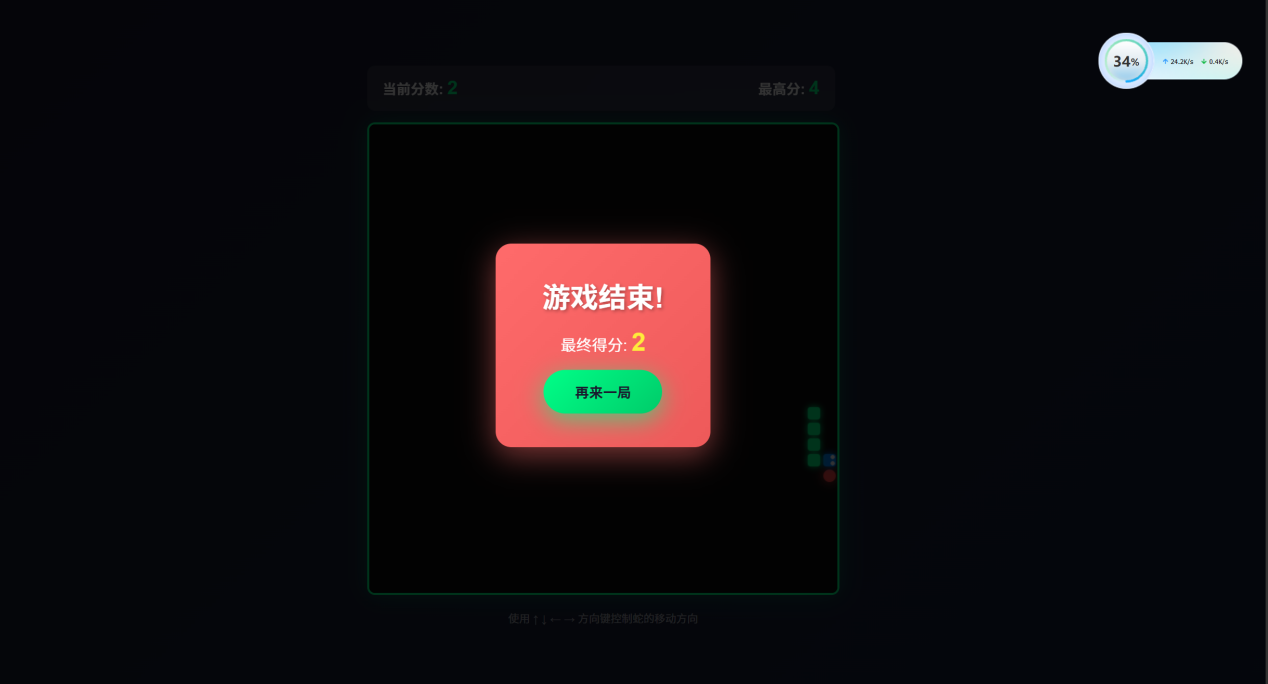 34%
↑ 24.2K/s ↓ 0.4K/s
当前分数: 2
最高分: 4
游戏结束!
最终得分: 2
再来一局
使用 ↑ ↓ ← → 方向键控制蛇的移动方向